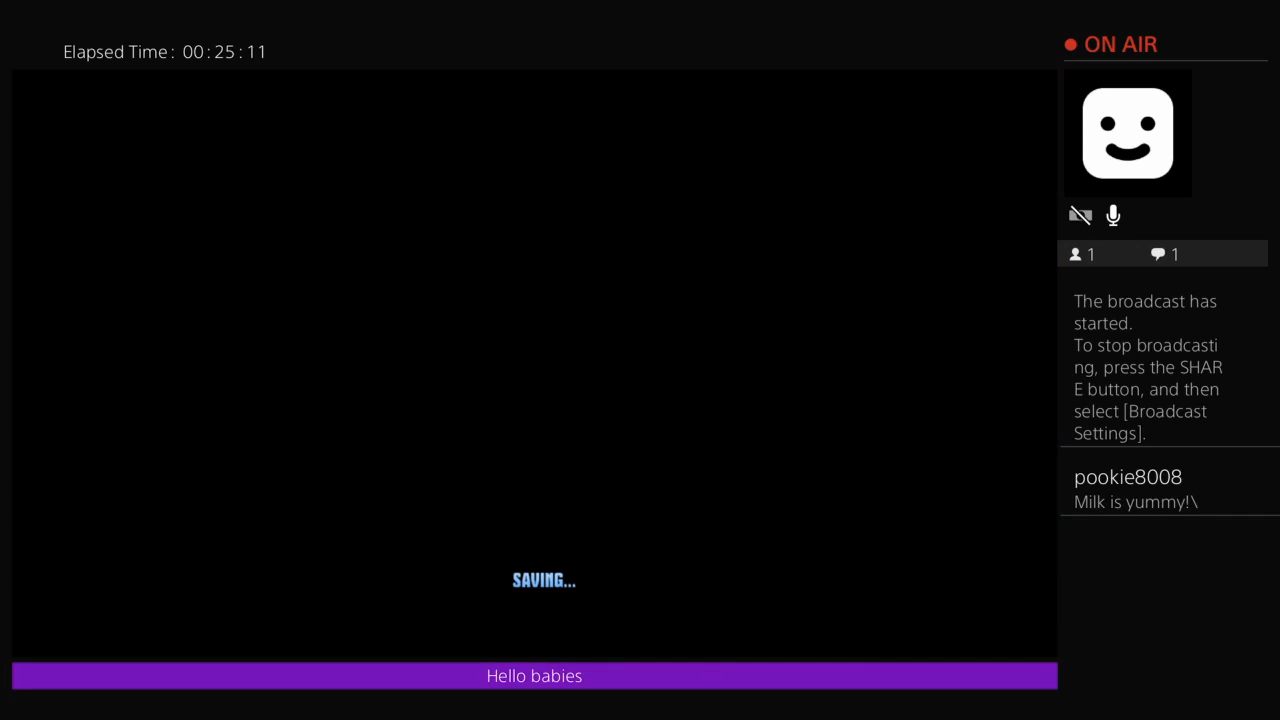 Elapsed Time: 00:25:11
ON AIR
1 1
The broadcast has
started.
To stop broadcasti
ng, press the SHAR
E button, and then
select [Broadcast
Settings].
pookie8008
Milk is yummy!\
SAVING...
Hello babies